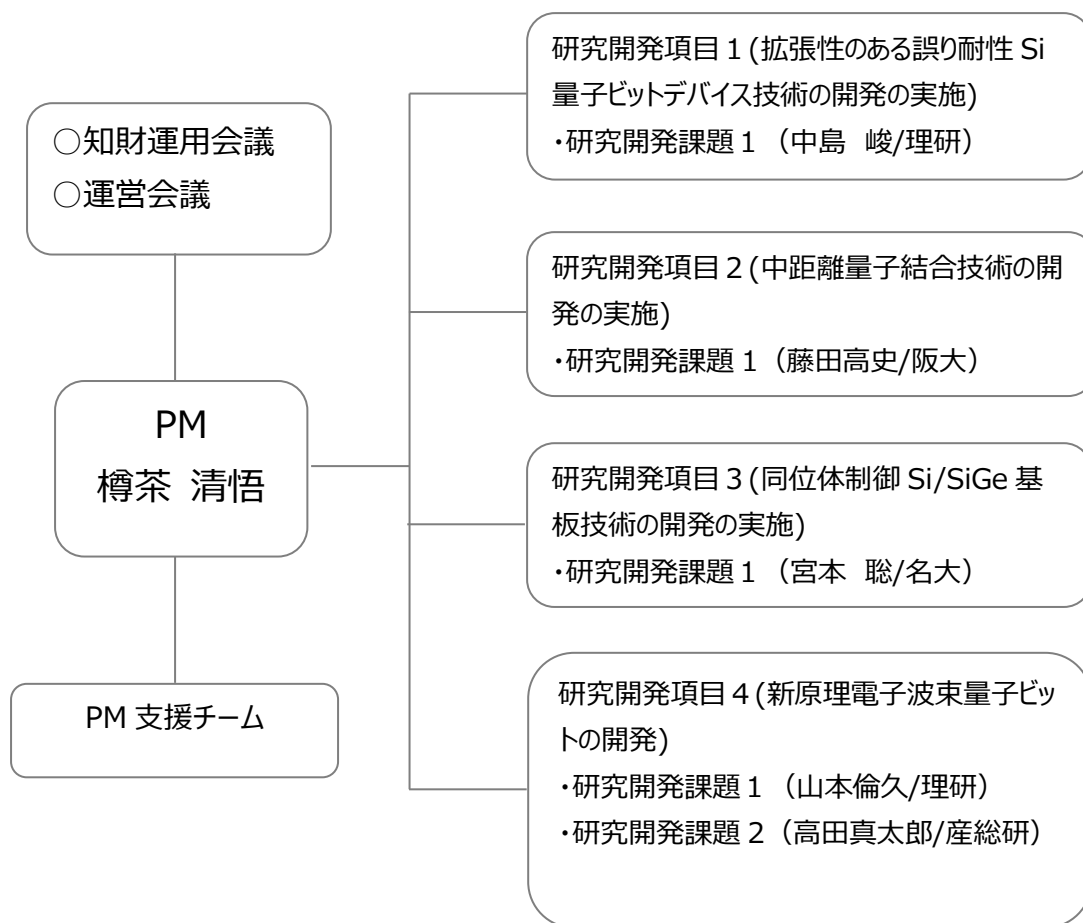 ○知財運用会議
○運営会議
PM
樽茶 清悟
PM 支援チーム
研究開発項目１(拡張性のある誤り耐性 Si
量子ビットデバイス技術の開発の実施)
・研究開発課題１（中島　峻/理研）
研究開発項目２(中距離量子結合技術の開
発の実施)
・研究開発課題１（藤田高史/阪大）
研究開発項目３(同位体制御 Si/SiGe 基
板技術の開発の実施)
・研究開発課題１（宮本　聡/名大）
研究開発項目４(新原理電子波束量子ビッ
トの開発)
・研究開発課題１（山本倫久/理研）
・研究開発課題２（高田真太郎/産総研）